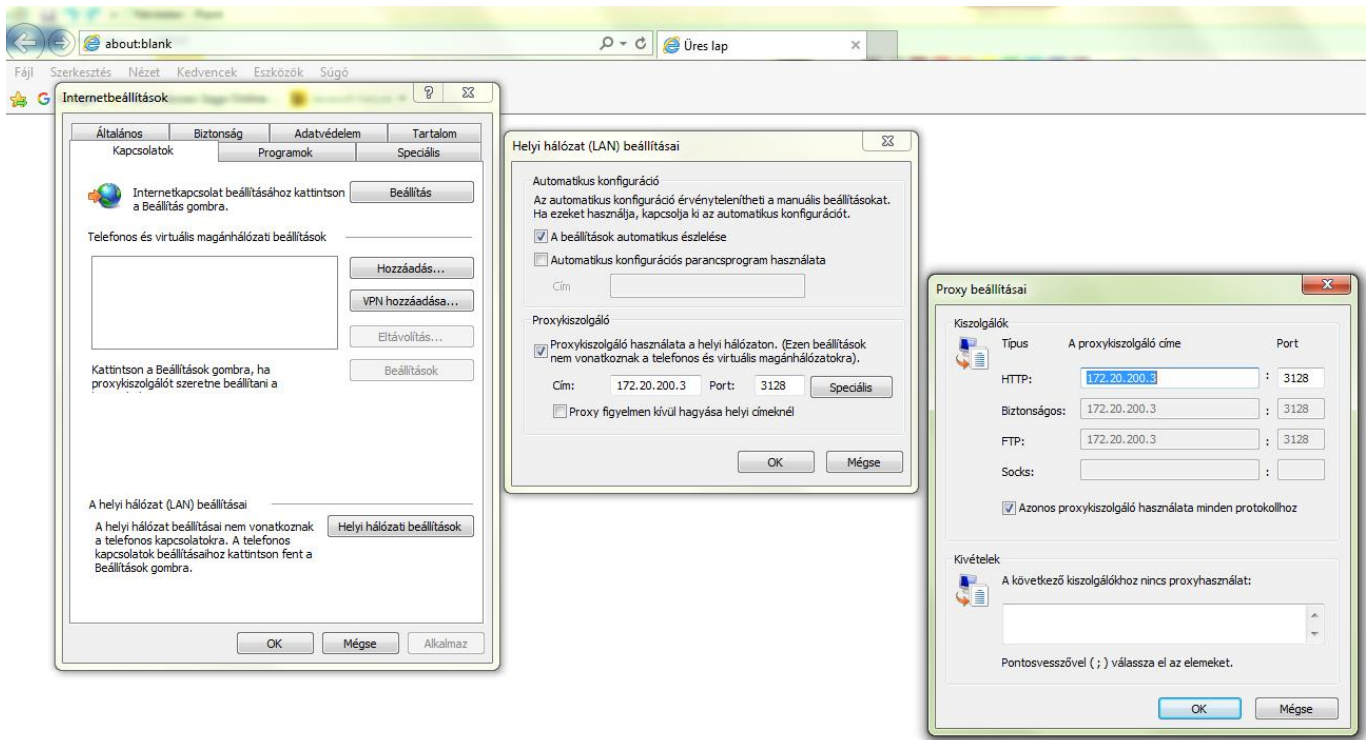 about:blank
Üres lap
Fájl Szerkesztés Nézet Kedvencek Eszközök Súgó
Internetbeállítások
Általános Biztonság Adatvédelem Tartalom
Kapcsolatok Programok Speciális
Internetkapcsolat beállításához kattintson
a Beállítás gombra.
Beállítás
Telefonos és virtuális magánhálózati beállítások
Hozzáadás...
VPN hozzáadása...
Eltávolítás...
Kattintson a Beállítások gombra, ha
proxykiszolgálót szeretne beállítani a
Beállítások
A helyi hálózat (LAN) beállításai
A helyi hálózat beállításai nem vonatkoznak
a telefonos kapcsolatokra. A telefonos
kapcsolatok beállításaihoz kattintson fent a
Beállítások gombra.
Helyi hálózati beállítások
OK Mégse Alkalmaz
Helyi hálózat (LAN) beállításai
Automatikus konfiguráció
Az automatikus konfiguráció érvénytelenítheti a manuális beállításokat.
Ha ezeket használja, kapcsolja ki az automatikus konfigurációt.
A beállítások automatikus észlelése
Automatikus konfigurációs parancsprogram használata
Cím
Proxykiszolgáló
Proxykiszolgáló használata a helyi hálózaton. (Ezen beállítások
nem vonatkoznak a telefonos és virtuális magánhálózatokra).
Cím: 172.20.200.3 Port: 3128 Speciális
Proxy figyelmen kívül hagyása helyi címeknél
OK Mégse
Proxy beállításai
Kiszolgálók
Típus A proxykiszolgáló címe Port
HTTP: 172.20.200.3 : 3128
Biztonságos: 172.20.200.3 : 3128
FTP: 172.20.200.3 : 3128
Socks: :
Azonos proxykiszolgáló használata minden protokollhoz
Kivételek
A következő kiszolgálókhoz nincs proxyhasználat:
Pontosvesszővel ( ; ) válassza el az elemeket.
OK Mégse